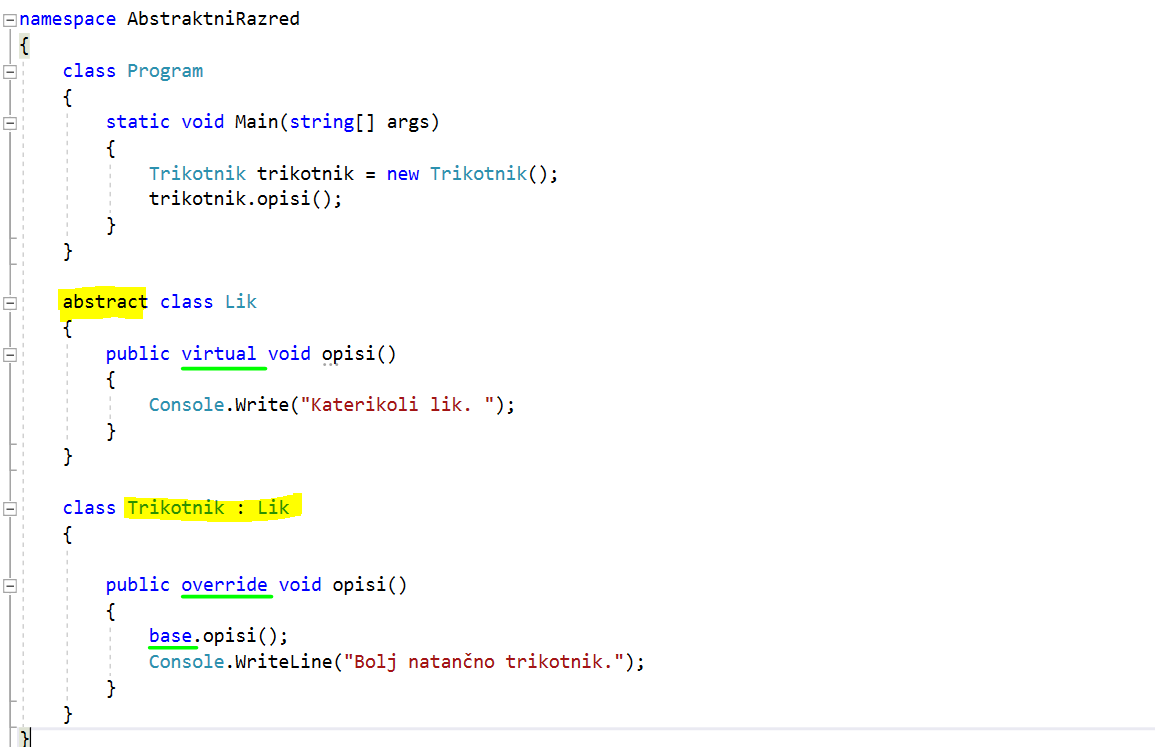 namespace AbstraktniRazred
{
    class Program
    {
        static void Main(string[] args)
        {
            Trikotnik trikotnik = new Trikotnik();
            trikotnik.opisi();
        }
    }
    abstract class Lik
    {
        public virtual void opisi()
        {
            Console.Write("Katerikoli lik. ");
        }
    }
    class Trikotnik : Lik
    {
        public override void opisi()
        {
            base.opisi();
            Console.WriteLine("Bolj natančno trikotnik.");
        }
    }
}